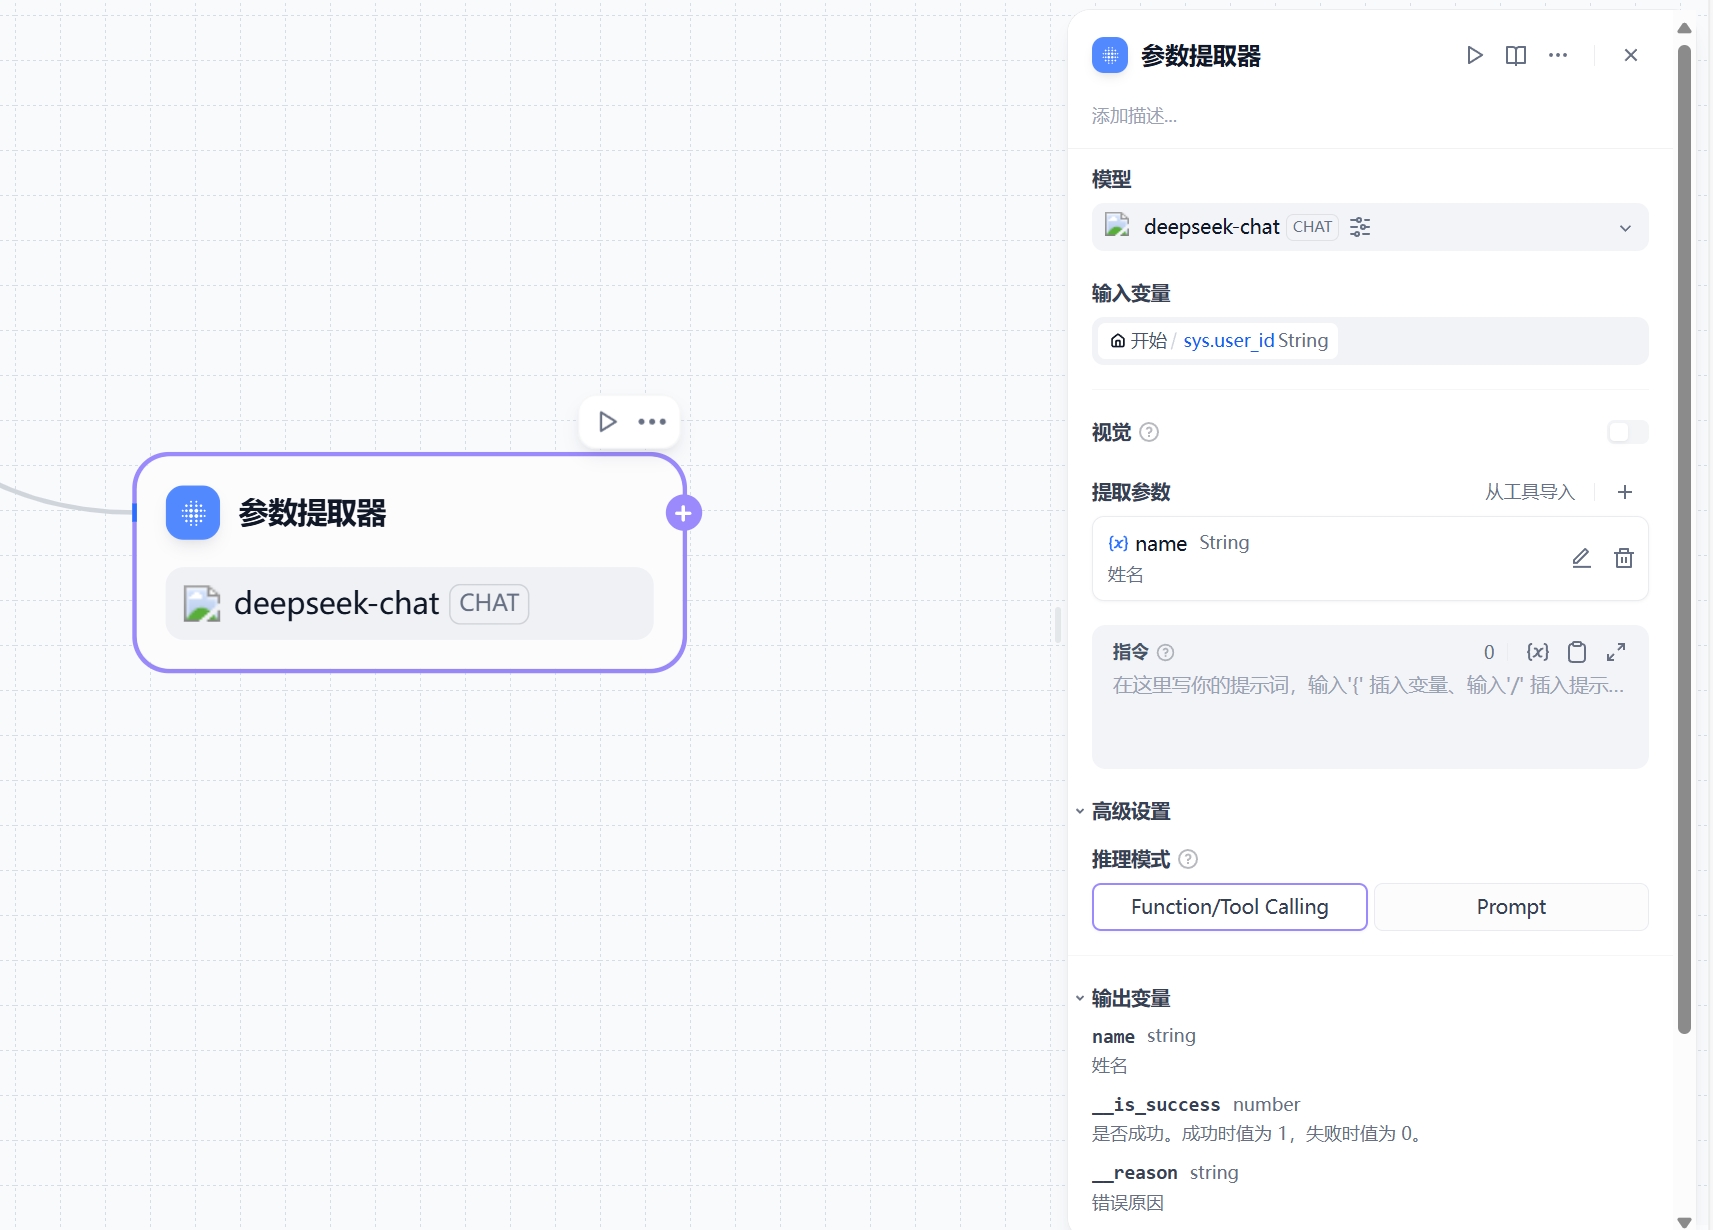 参数提取器
deepseek-chat CHAT
参数提取器
添加描述...
模型
deepseek-chat CHAT
输入变量
开始 / sys.user_id String
视觉
提取参数 从工具导入
{x} name String
姓名
指令 0 {x}
在这里写你的提示词，输入'{' 插入变量、输入'/' 插入提示...
高级设置
推理模式
Function/Tool Calling Prompt
输出变量
name string
姓名
__is_success number
是否成功。成功时值为 1，失败时值为 0。
__reason string
错误原因